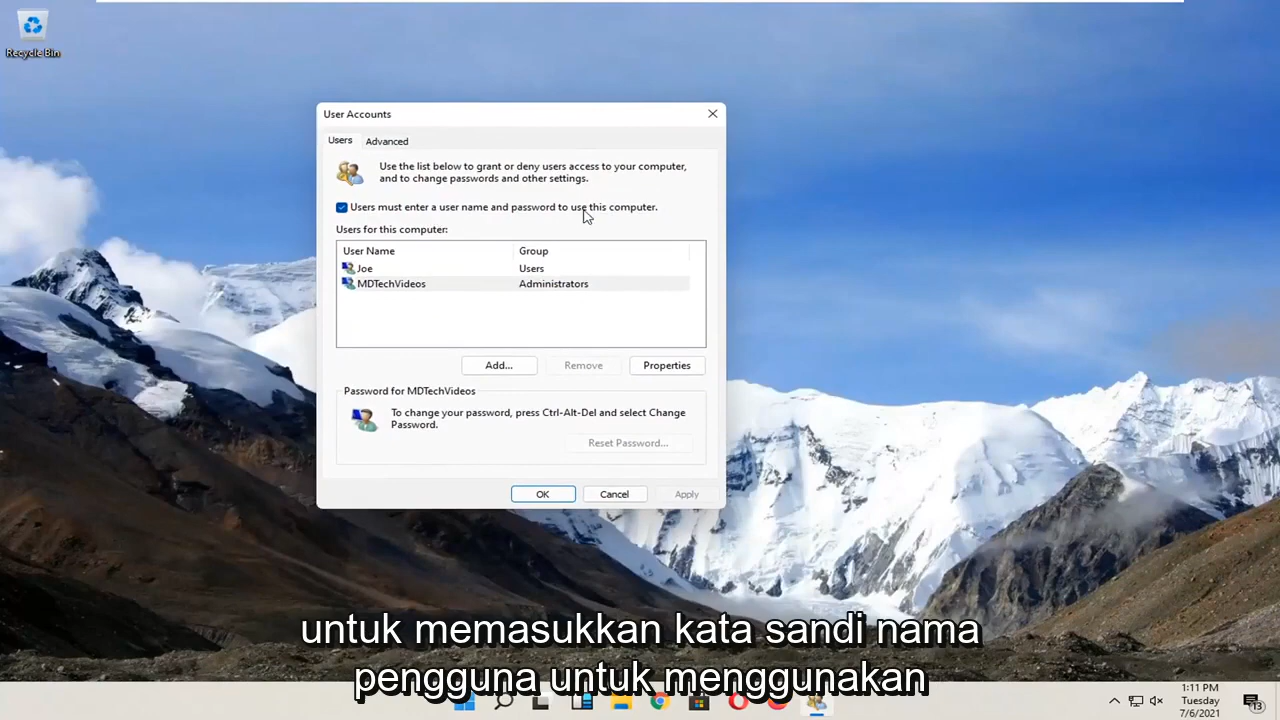 Recycle Bin
User Accounts
Users
Advanced
Use the list below to grant or deny users access to your computer,
and to change passwords and other settings.
Users must enter a user name and password to use this computer.
Users for this computer:
User Name Group
Joe Users
MDTechVideos Administrators
Add... Remove Properties
Password for MDTechVideos
To change your password, press Ctrl-Alt-Del and select Change
Password.
Reset Password...
OK Cancel Apply
untuk memasukkan kata sandi nama
pengguna untuk menggunakan
1:11 PM
Tuesday
7/6/2021
13